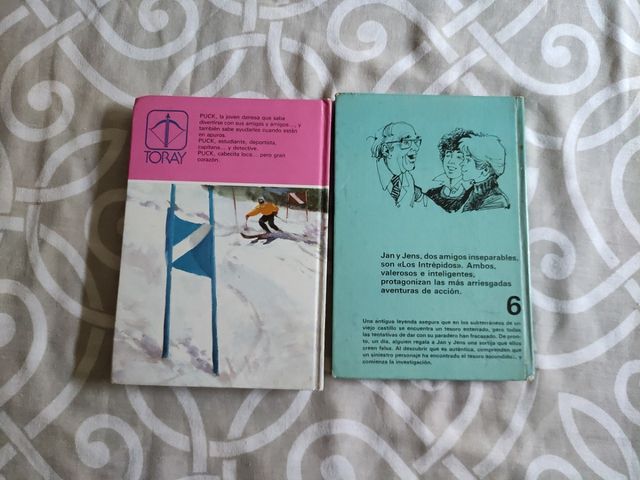 PUCK, la joven danesa que sabe
divertirse con sus amigas y amigos..., y
también sabe ayudarles cuando están
en apuros.
PUCK, estudiante, deportista,
capitana..., y detective.
PUCK, cabecita loca... pero gran
corazón.
TORAY
Jan y Jens, dos amigos inseparables,
son «Los Intrépidos». Ambos,
valerosos e inteligentes,
protagonizan las más arriesgadas
aventuras de acción.
6
Una antigua leyenda asegura que en los subterráneos de un
viejo castillo se encuentra un tesoro enterrado, pero todas
las tentativas de dar con su paradero han fracasado. De pron-
to, un día, alguien regala a Jan y Jens una sortija que ellos
creen falsa. Al descubrir que es auténtica, comprenden que
un siniestro personaje ha encontrado el tesoro escondido... y
comienza la investigación.